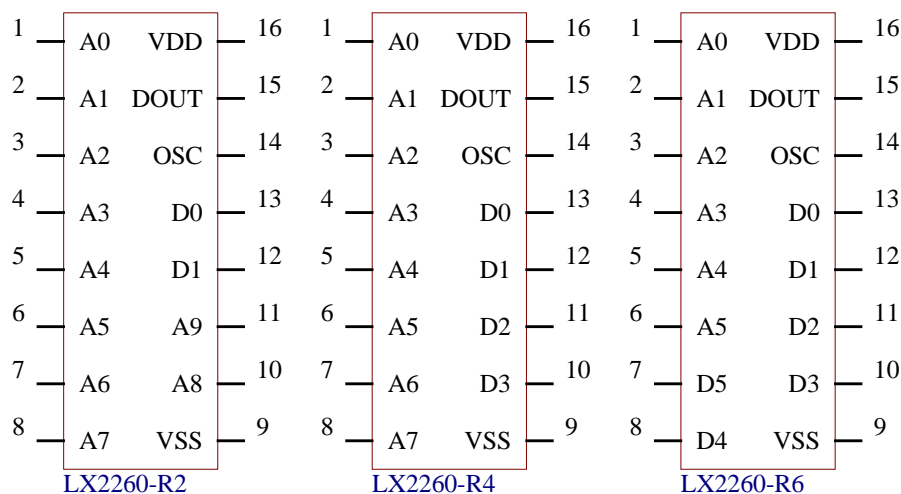 1 A0 VDD 16 1 A0 VDD 16 1 A0 VDD 16
2 A1 DOUT 15 2 A1 DOUT 15 2 A1 DOUT 15
3 A2 OSC 14 3 A2 OSC 14 3 A2 OSC 14
4 A3 D0 13 4 A3 D0 13 4 A3 D0 13
5 A4 D1 12 5 A4 D1 12 5 A4 D1 12
6 A5 A9 11 6 A5 D2 11 6 A5 D2 11
7 A6 A8 10 7 A6 D3 10 7 D5 D3 10
8 A7 VSS 9 8 A7 VSS 9 8 D4 VSS 9
LX2260-R2 LX2260-R4 LX2260-R6